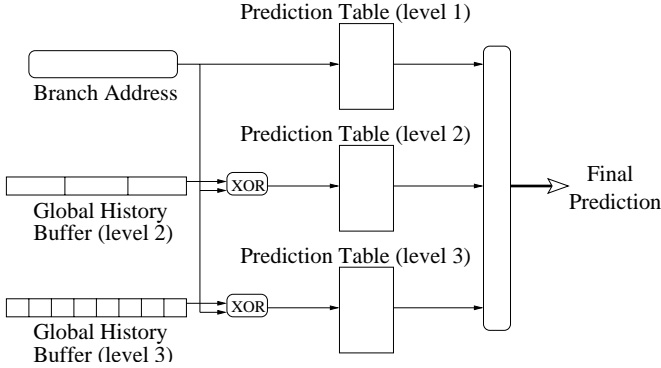 Prediction Table (level 1)
Branch Address
Prediction Table (level 2)
XOR
Global History
Buffer (level 2)
Final
Prediction
Prediction Table (level 3)
XOR
Global History
Buffer (level 3)